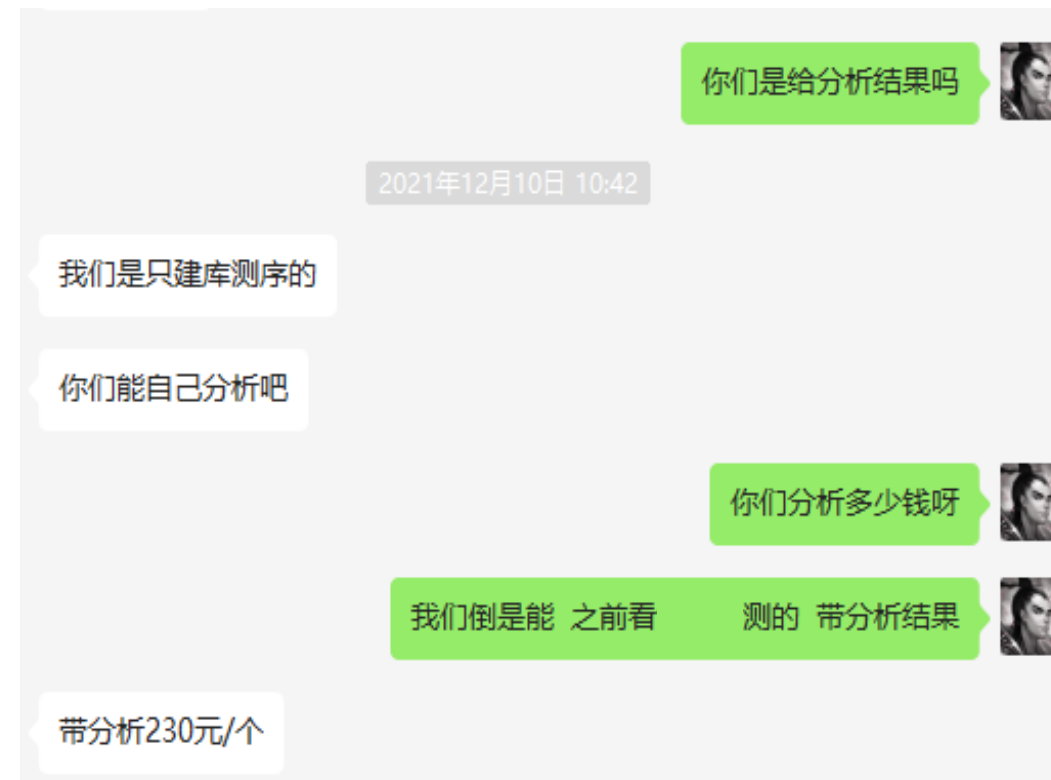 你们是给分析结果吗
2021年12月10日 10:42
我们是只建库测序的
你们能自己分析吧
你们分析多少钱呀
我们倒是能 之前看 测的 带分析结果
带分析230元/个